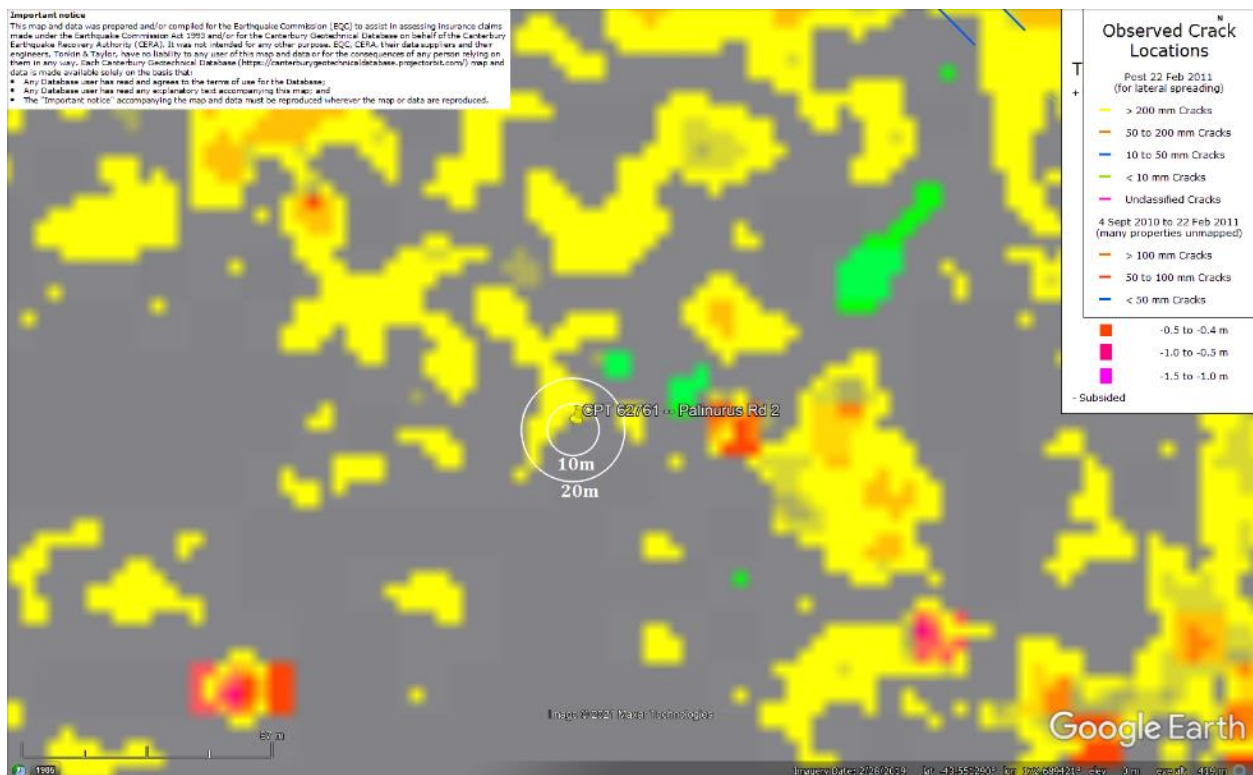 Important notice
This map and data was prepared and/or compiled for the Earthquake Commission (EQC) to assist in assessing insurance claims
made under the Earthquake Commission Act 1993 and/or for the Canterbury Geotechnical Database on behalf of the Canterbury
Earthquake Recovery Authority (CERA). It was not intended for any other purpose. EQC, CERA, their data suppliers and their
engineers, Tonkin & Taylor, have no liability to any user of this map and data or for the consequences of any person relying on
them in any way. Each Canterbury Geotechnical Database (https://canterburygeotechnicaldatabase.projectorbit.com/) map and
data is made available solely on the basis that:
• Any Database user has read and agrees to the terms of use for the Database;
• Any Database user has read any explanatory text accompanying this map; and
• The "Important notice" accompanying the map and data must be reproduced wherever the map or data are reproduced.
N
Observed Crack
Locations
T
+
Post 22 Feb 2011
(for lateral spreading)
> 200 mm Cracks
50 to 200 mm Cracks
10 to 50 mm Cracks
< 10 mm Cracks
Unclassified Cracks
4 Sept 2010 to 22 Feb 2011
(many properties unmapped)
> 100 mm Cracks
50 to 100 mm Cracks
< 50 mm Cracks
-0.5 to -0.4 m
-1.0 to -0.5 m
-1.5 to -1.0 m
- Subsided
Palinurus Rd 2
10m
20m
Image © 2021 Maxar Technologies
Google Earth
Imagery Date: